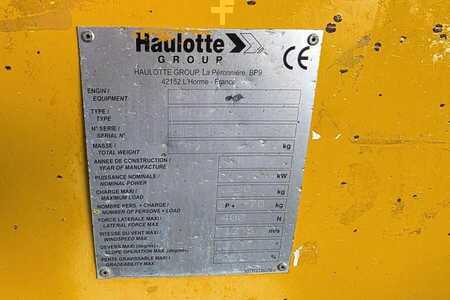 Haulotte
GROUP
CE
HAULOTTE GROUP, La Péronnière, BP9
42152 L'Horme - France
ENGIN /
EQUIPMENT
TYPE /
TYPE
N° SERIE /
SERIAL N°
MASSE /
TOTAL WEIGHT kg
ANNEE DE CONSTRUCTION /
YEAR OF MANUFACTURE
PUISSANCE NOMINALE /
NOMINAL POWER kW
CHARGE MAXI /
MAXIMUM LOAD kg
NOMBRE PERS. + CHARGE /
NUMBER OF PERSONS + LOAD P + kg
FORCE LATERALE MAXI /
LATERAL FORCE MAX 400 N
VITESSE DU VENT MAXI /
WINDSPEED MAX m/s
DEVERS MAXI (degres) /
SLOPE OPERATION MAX (degree)
PENTE GRAVISSABLE MAXI /
GRADEABILITY MAX